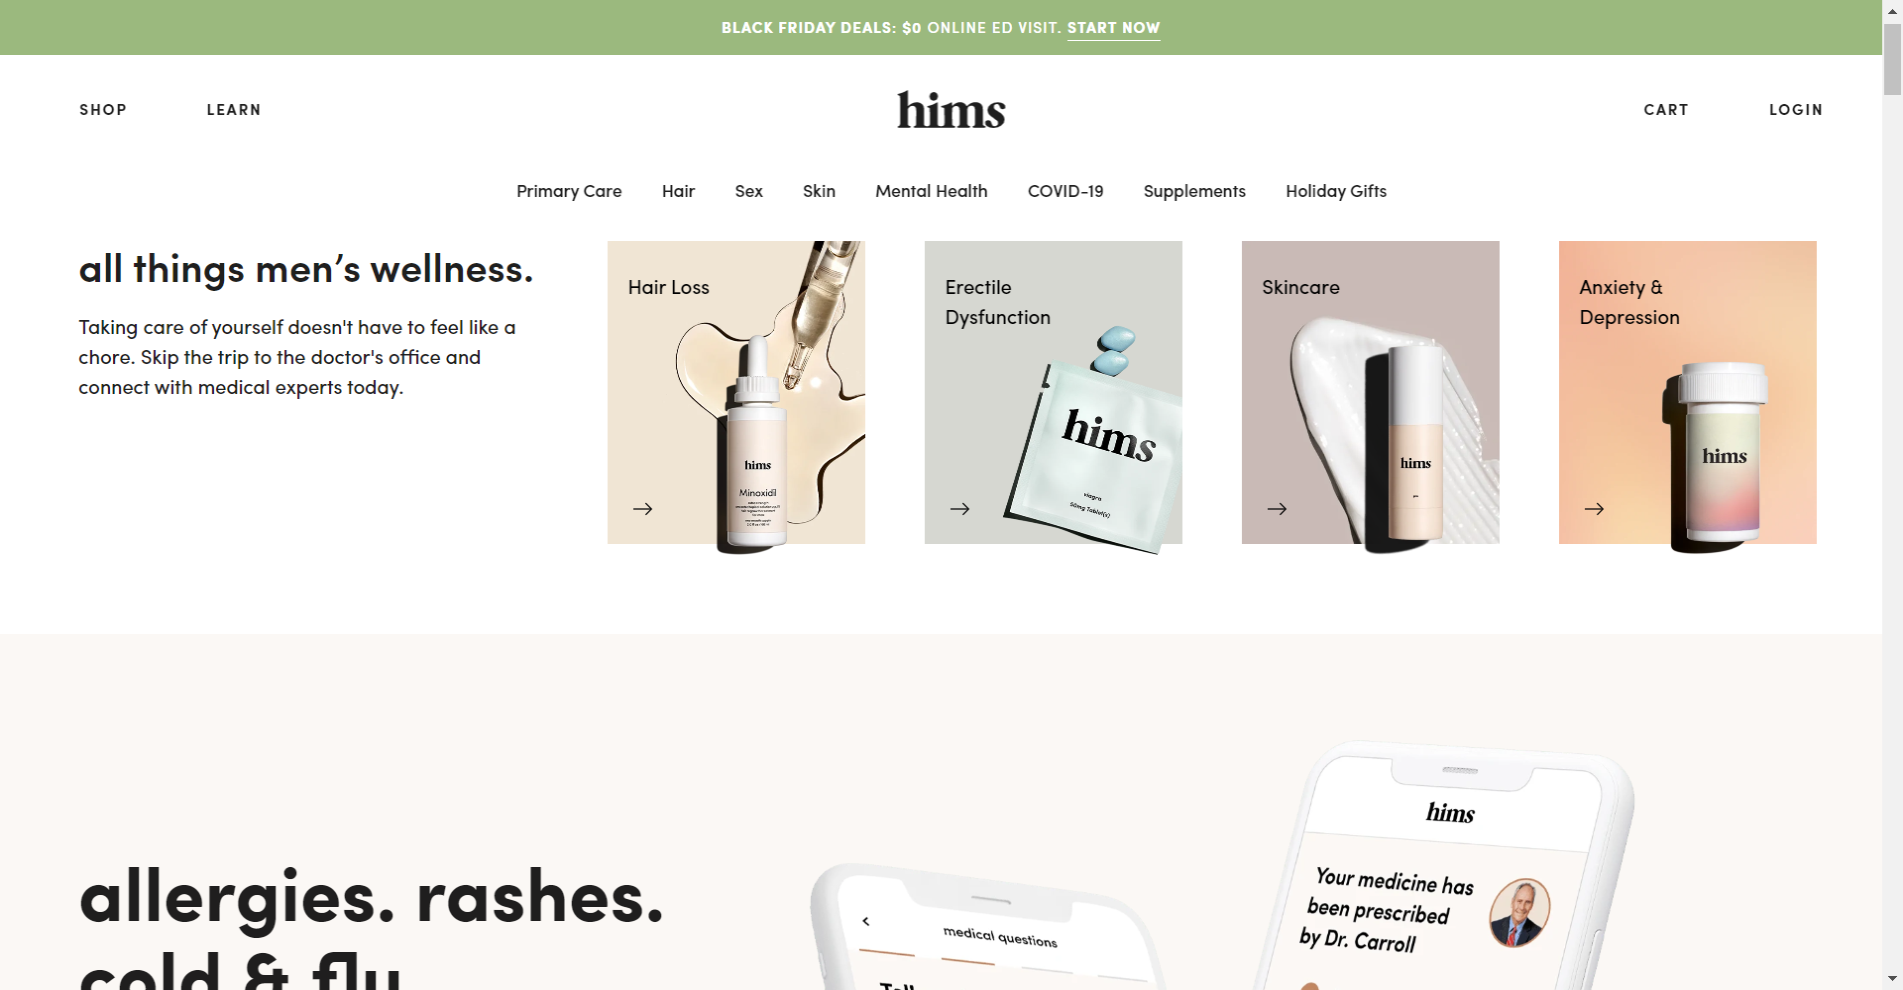 BLACK FRIDAY DEALS: $0 ONLINE ED VISIT. START NOW
SHOP
LEARN
hims
CART
LOGIN
Primary Care
Hair
Sex
Skin
Mental Health
COVID-19
Supplements
Holiday Gifts
all things men’s wellness.
Taking care of yourself doesn't have to feel like a
chore. Skip the trip to the doctor's office and
connect with medical experts today.
Hair Loss
hims
Minoxidil
Erectile
Dysfunction
hims
viagra
50mg Tablet(s)
Skincare
hims
Anxiety &
Depression
hims
allergies. rashes.
cold & flu
medical questions
hims
Your medicine has
been prescribed
by Dr. Carroll